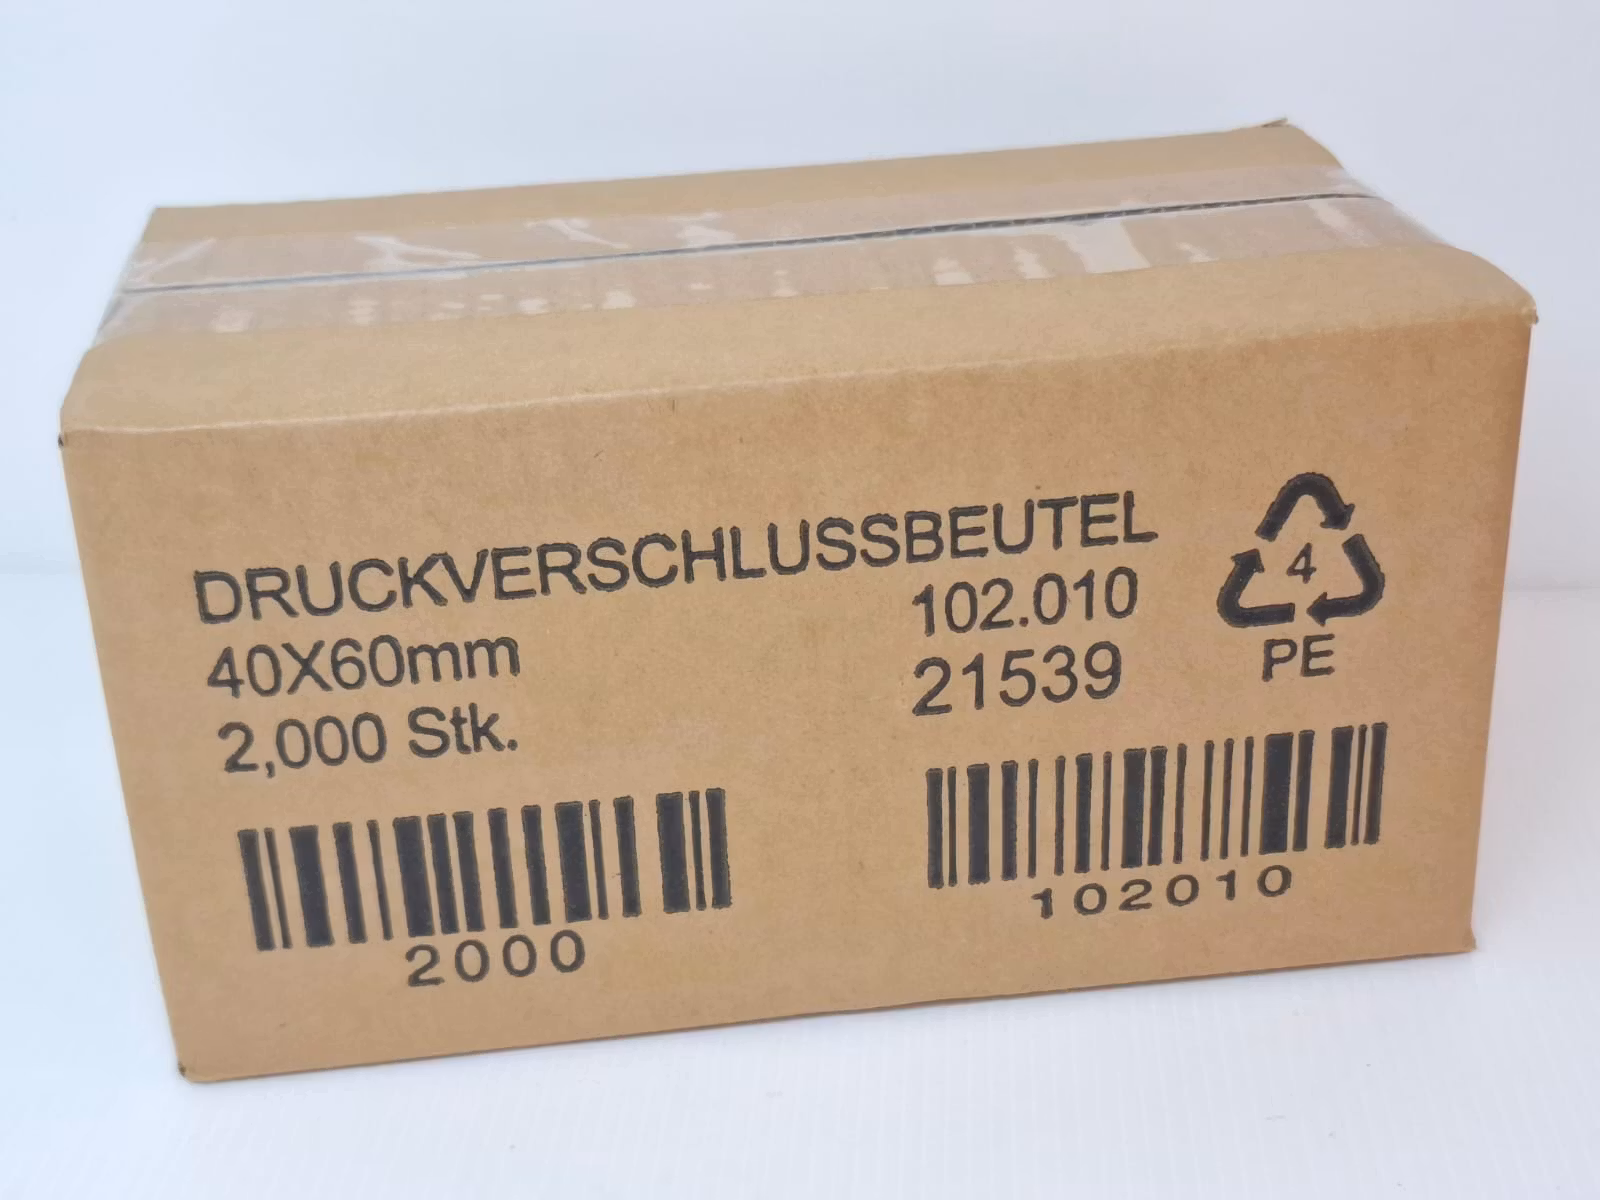 DRUCKVERSCHLUSSBEUTEL
40X60mm
2,000 Stk.
102.010
21539
4
PE
2000
102010